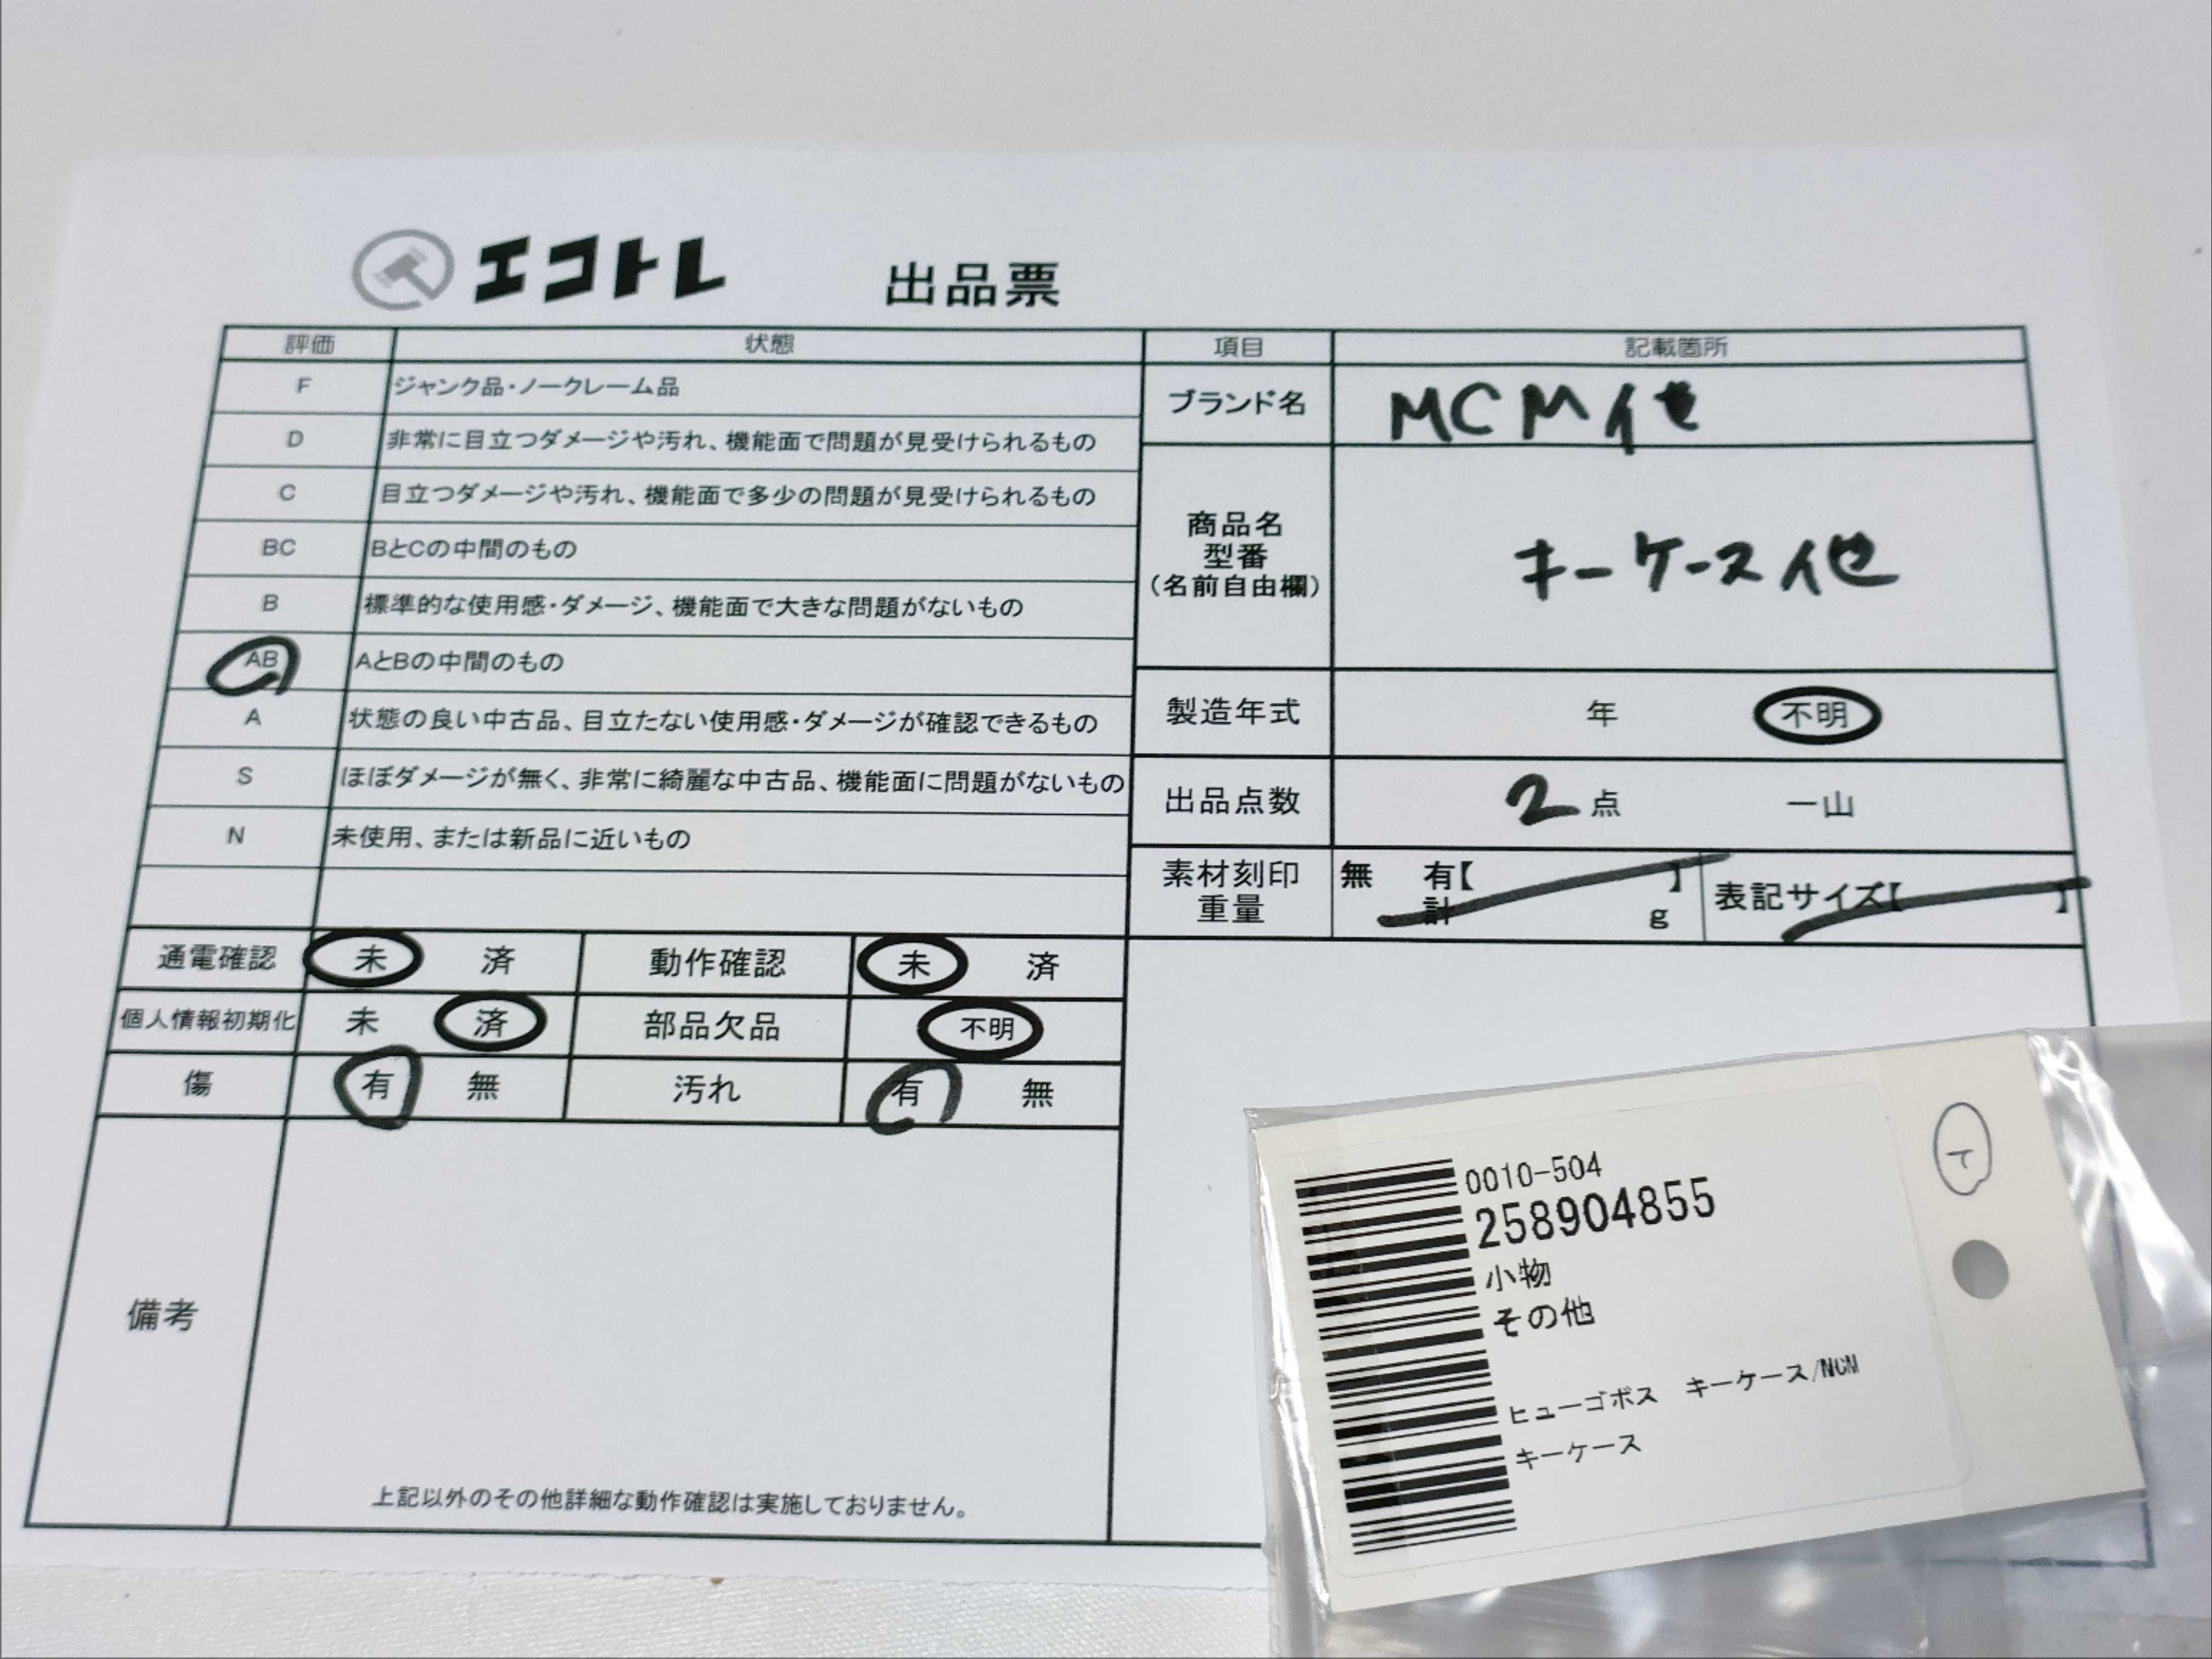 エコトレ 出品票
評価 状態 項目 記載箇所
F ジャンク品・ノークレーム品
D 非常に目立つダメージや汚れ、機能面で問題が見受けられるもの
C 目立つダメージや汚れ、機能面で多少の問題が見受けられるもの
BC BとCの中間のもの
B 標準的な使用感・ダメージ、機能面で大きな問題がないもの
AB AとBの中間のもの
A 状態の良い中古品、目立たない使用感・ダメージが確認できるもの
S ほぼダメージが無く、非常に綺麗な中古品、機能面に問題がないもの
N 未使用、または新品に近いもの
ブランド名 MCM他
商品名
型番
(名前自由欄)
キーケース他
製造年式 年 不明
出品点数 2点 一山
素材刻印 無 有【 】
重量 計 g
表記サイズ【 】
通電確認 未 済 動作確認 未 済
個人情報初期化 未 済 部品欠品 不明
傷 有 無 汚れ 有 無
備考
上記以外のその他詳細な動作確認は実施しておりません。
0010-504
258904855
小物
その他
ヒューゴボス キーケース/MCM
キーケース
て